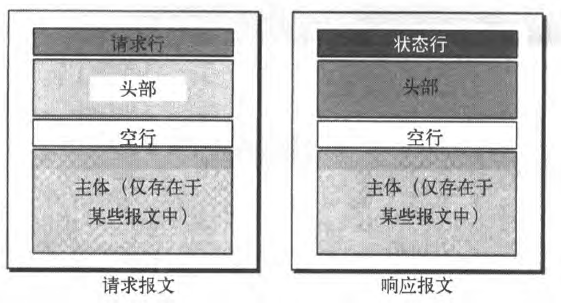 请求行
头部
空行
主体（仅存在于
某些报文中）
请求报文
状态行
头部
空行
主体（仅存在于
某些报文中）
响应报文